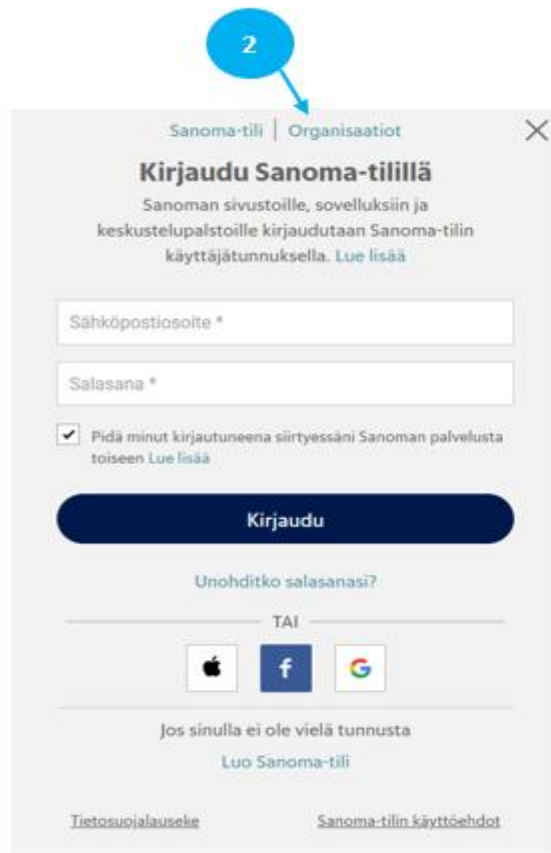 2
Sanoma-tili | Organisaatiot
Kirjaudu Sanoma-tilillä
Sanoman sivustoille, sovelluksiin ja
keskustelupalstoille kirjaudutaan Sanoma-tilin
käyttäjätunnuksella. Lue lisää
Sähköpostiosoite *
Salasana *
Pidä minut kirjautuneena siirtyessäni Sanoman palvelusta
toiseen Lue lisää
Kirjaudu
Unohditko salasanasi?
TAI
f G
Jos sinulla ei ole vielä tunnusta
Luo Sanoma-tili
Tietosuojalauseke Sanoma-tilin käyttöehdot